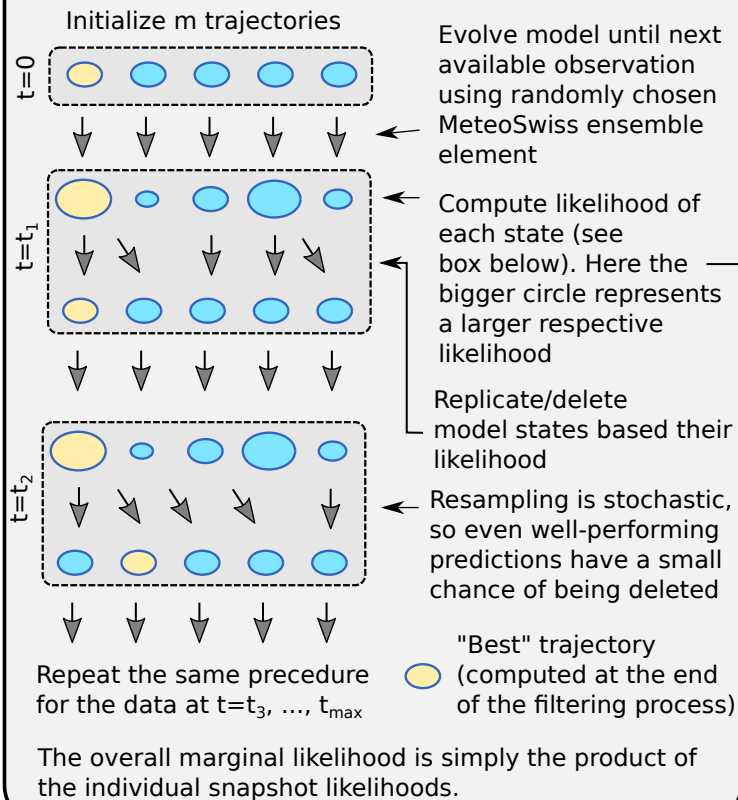 Initialize m trajectories
t=0
Evolve model until next
available observation
using randomly chosen
MeteoSwiss ensemble
element
t=t₁
Compute likelihood of
each state (see
box below). Here the
bigger circle represents
a larger respective
likelihood
Replicate/delete
model states based their
likelihood
t=t₂
Resampling is stochastic,
so even well-performing
predictions have a small
chance of being deleted
"Best" trajectory
(computed at the end
of the filtering process)
Repeat the same precedure
for the data at t=t₃, ..., tₘₐₓ
The overall marginal likelihood is simply the product of
the individual snapshot likelihoods.